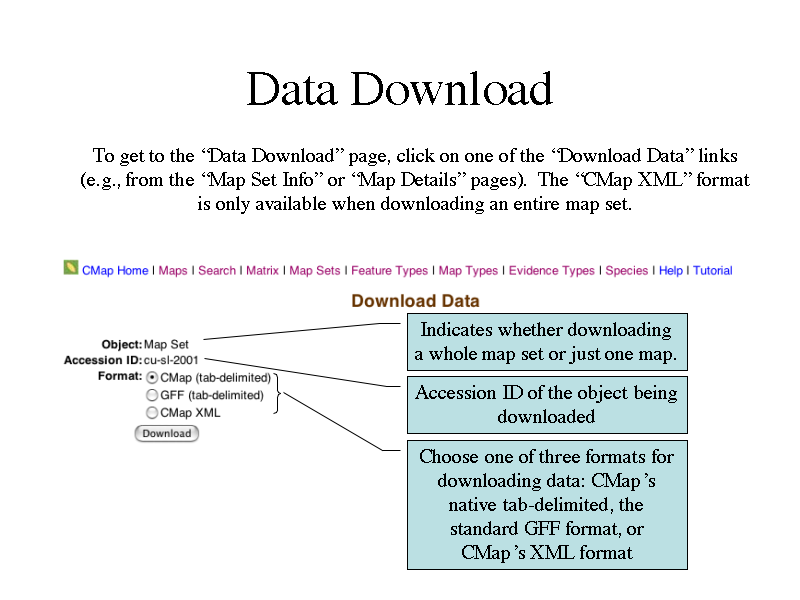 Data Download
To get to the “Data Download” page, click on one of the “Download Data” links
(e.g., from the “Map Set Info” or “Map Details” pages).  The “CMap XML” format
is only available when downloading an entire map set.
CMap Home | Maps | Search | Matrix | Map Sets | Feature Types | Map Types | Evidence Types | Species | Help | Tutorial
Download Data
Object: Map Set
Accession ID: cu-sl-2001
Format: CMap (tab-delimited)
GFF (tab-delimited)
CMap XML
Download
Indicates whether downloading
a whole map set or just one map.
Accession ID of the object being
downloaded
Choose one of three formats for
downloading data: CMap’s
native tab-delimited, the
standard GFF format, or
CMap’s XML format